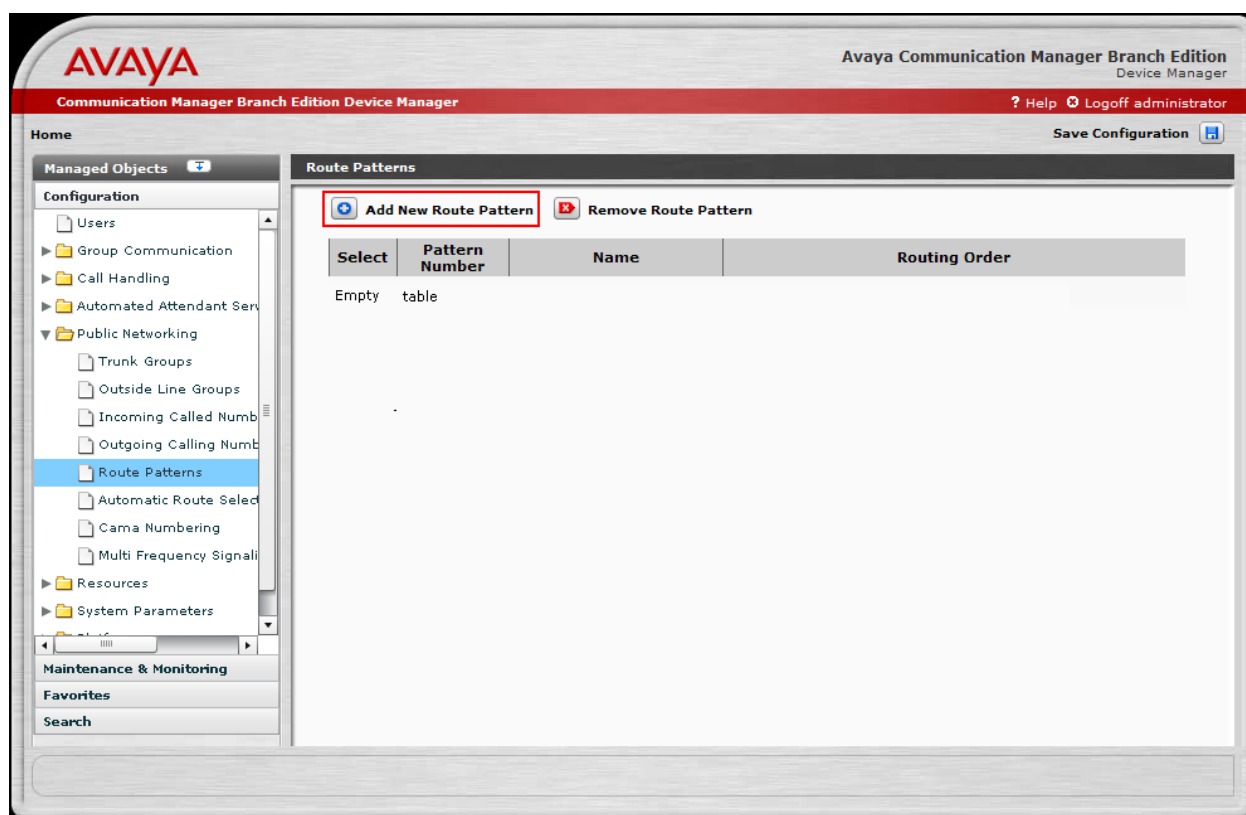 AVAYA
Avaya Communication Manager Branch Edition
Device Manager
Communication Manager Branch Edition Device Manager
? Help Logoff administrator
Home
Save Configuration
Managed Objects
Route Patterns
Configuration
Users
Group Communication
Call Handling
Automated Attendant Serv
Public Networking
Trunk Groups
Outside Line Groups
Incoming Called Numb
Outgoing Calling Numb
Route Patterns
Automatic Route Select
Cama Numbering
Multi Frequency Signali
Resources
System Parameters
Maintenance & Monitoring
Favorites
Search
Add New Route Pattern
Remove Route Pattern
Select Pattern Number Name Routing Order
Empty table